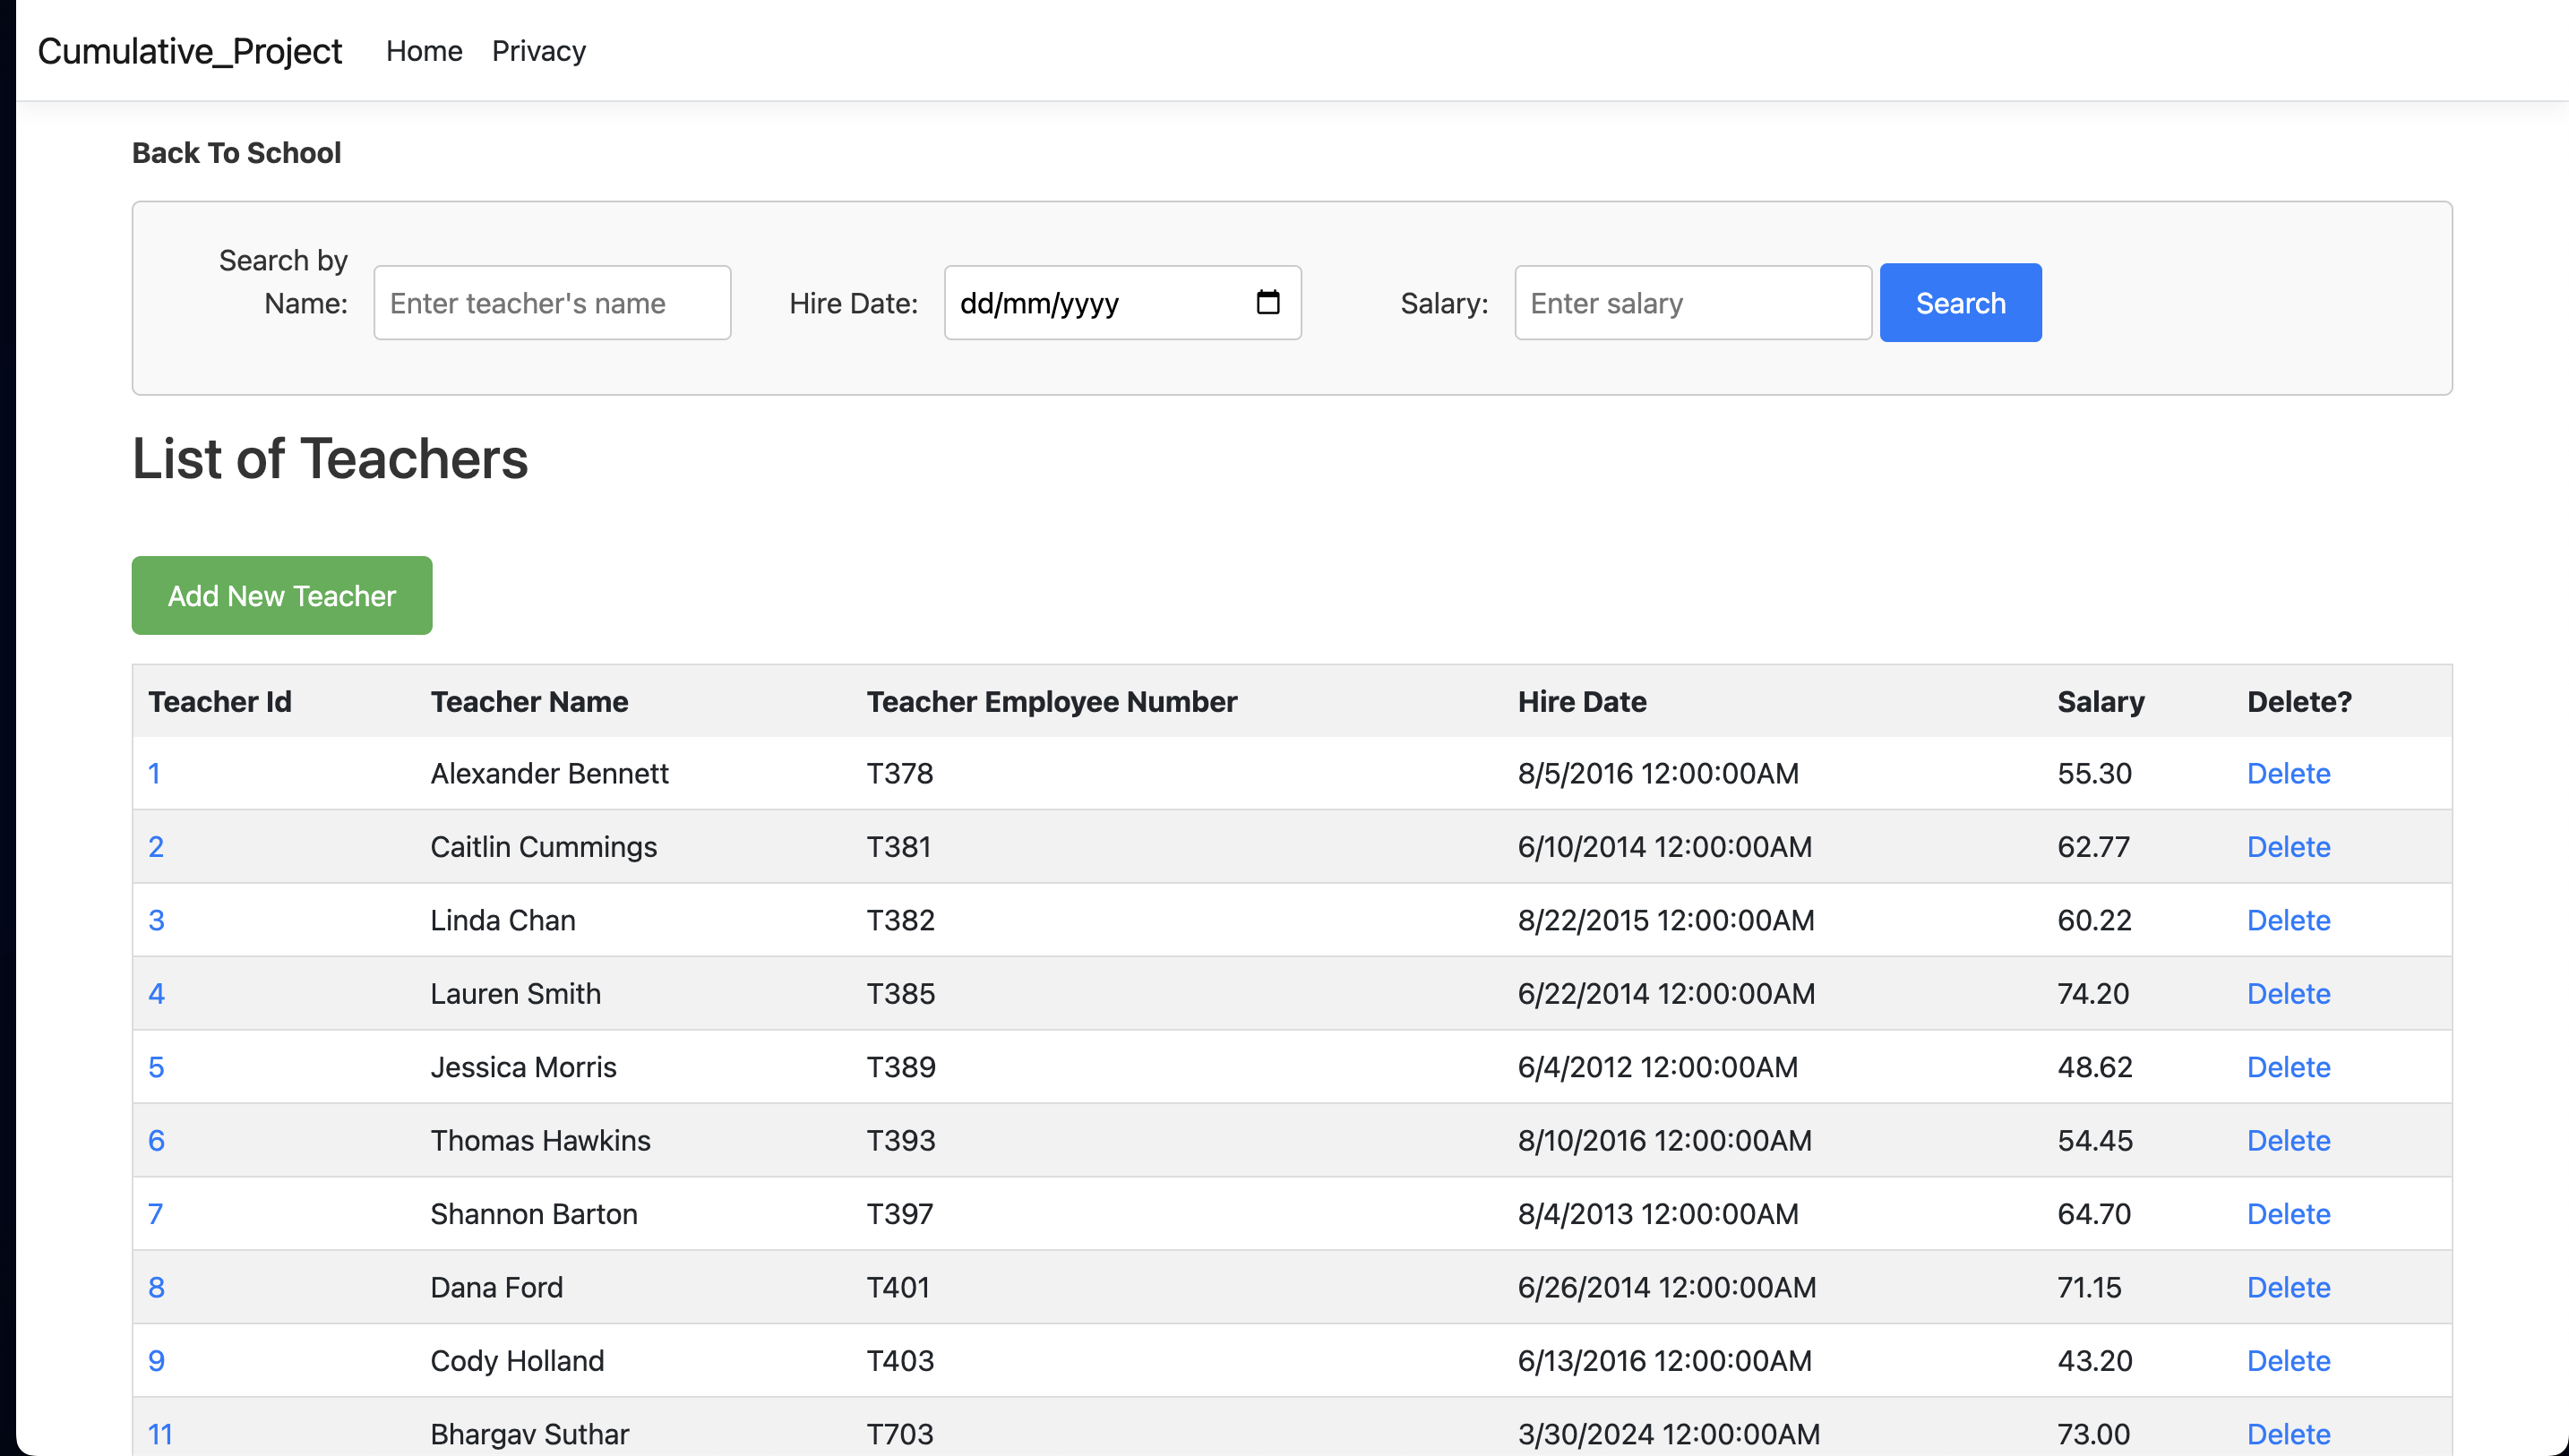 Cumulative_Project Home Privacy
Back To School
Search by
Name: Enter teacher's name Hire Date: dd/mm/yyyy Salary: Enter salary Search
List of Teachers
Add New Teacher
Teacher Id Teacher Name Teacher Employee Number Hire Date Salary Delete?
1 Alexander Bennett T378 8/5/2016 12:00:00AM 55.30 Delete
2 Caitlin Cummings T381 6/10/2014 12:00:00AM 62.77 Delete
3 Linda Chan T382 8/22/2015 12:00:00AM 60.22 Delete
4 Lauren Smith T385 6/22/2014 12:00:00AM 74.20 Delete
5 Jessica Morris T389 6/4/2012 12:00:00AM 48.62 Delete
6 Thomas Hawkins T393 8/10/2016 12:00:00AM 54.45 Delete
7 Shannon Barton T397 8/4/2013 12:00:00AM 64.70 Delete
8 Dana Ford T401 6/26/2014 12:00:00AM 71.15 Delete
9 Cody Holland T403 6/13/2016 12:00:00AM 43.20 Delete
11 Bhargav Suthar T703 3/30/2024 12:00:00AM 73.00 Delete